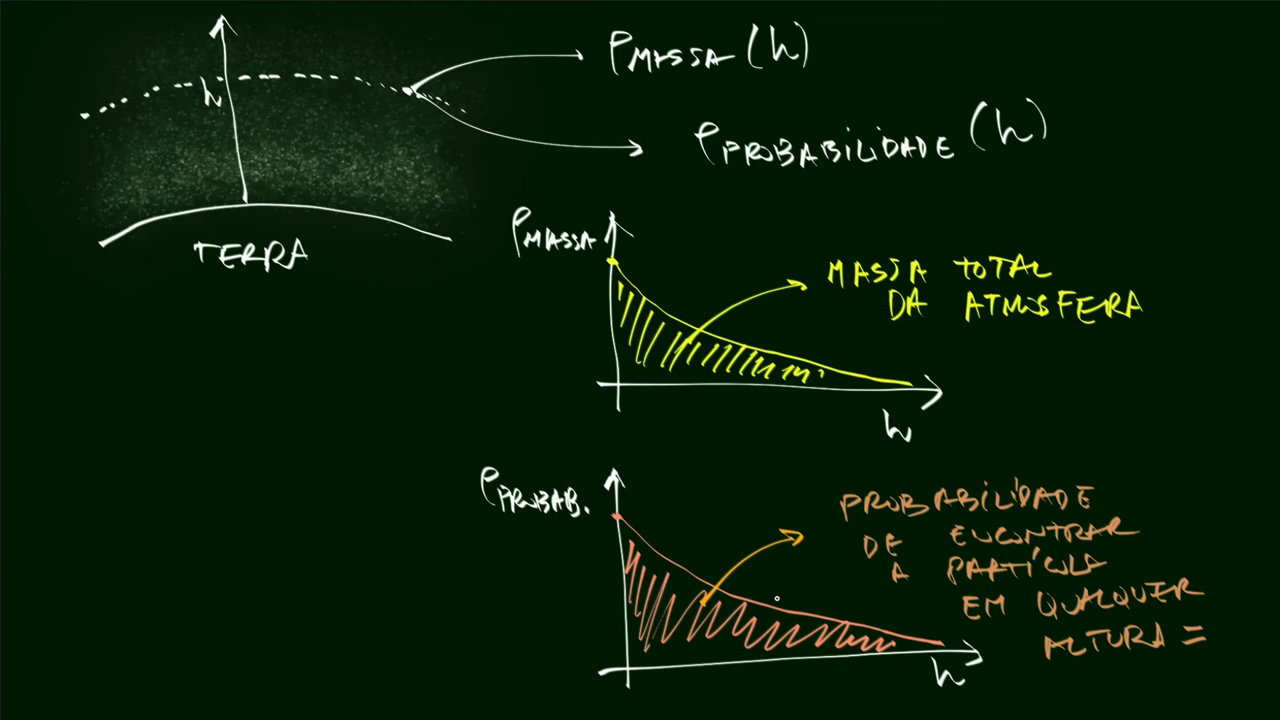 ρMASSA (h)
h
ρPROBABILIDADE (h)
TERRA
ρMASSA
MASSA TOTAL
DA ATMOSFERA
h
ρPROBAB.
PROBABILIDADE
DE ENCONTRAR
A PARTÍCULA
EM QUALQUER
ALTURA =
h